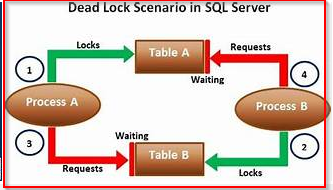 Dead Lock Scenario in SQL Server
Locks
Table A
Requests
1
Waiting
4
Process A
Process B
3
Waiting
2
Table B
Requests
Locks